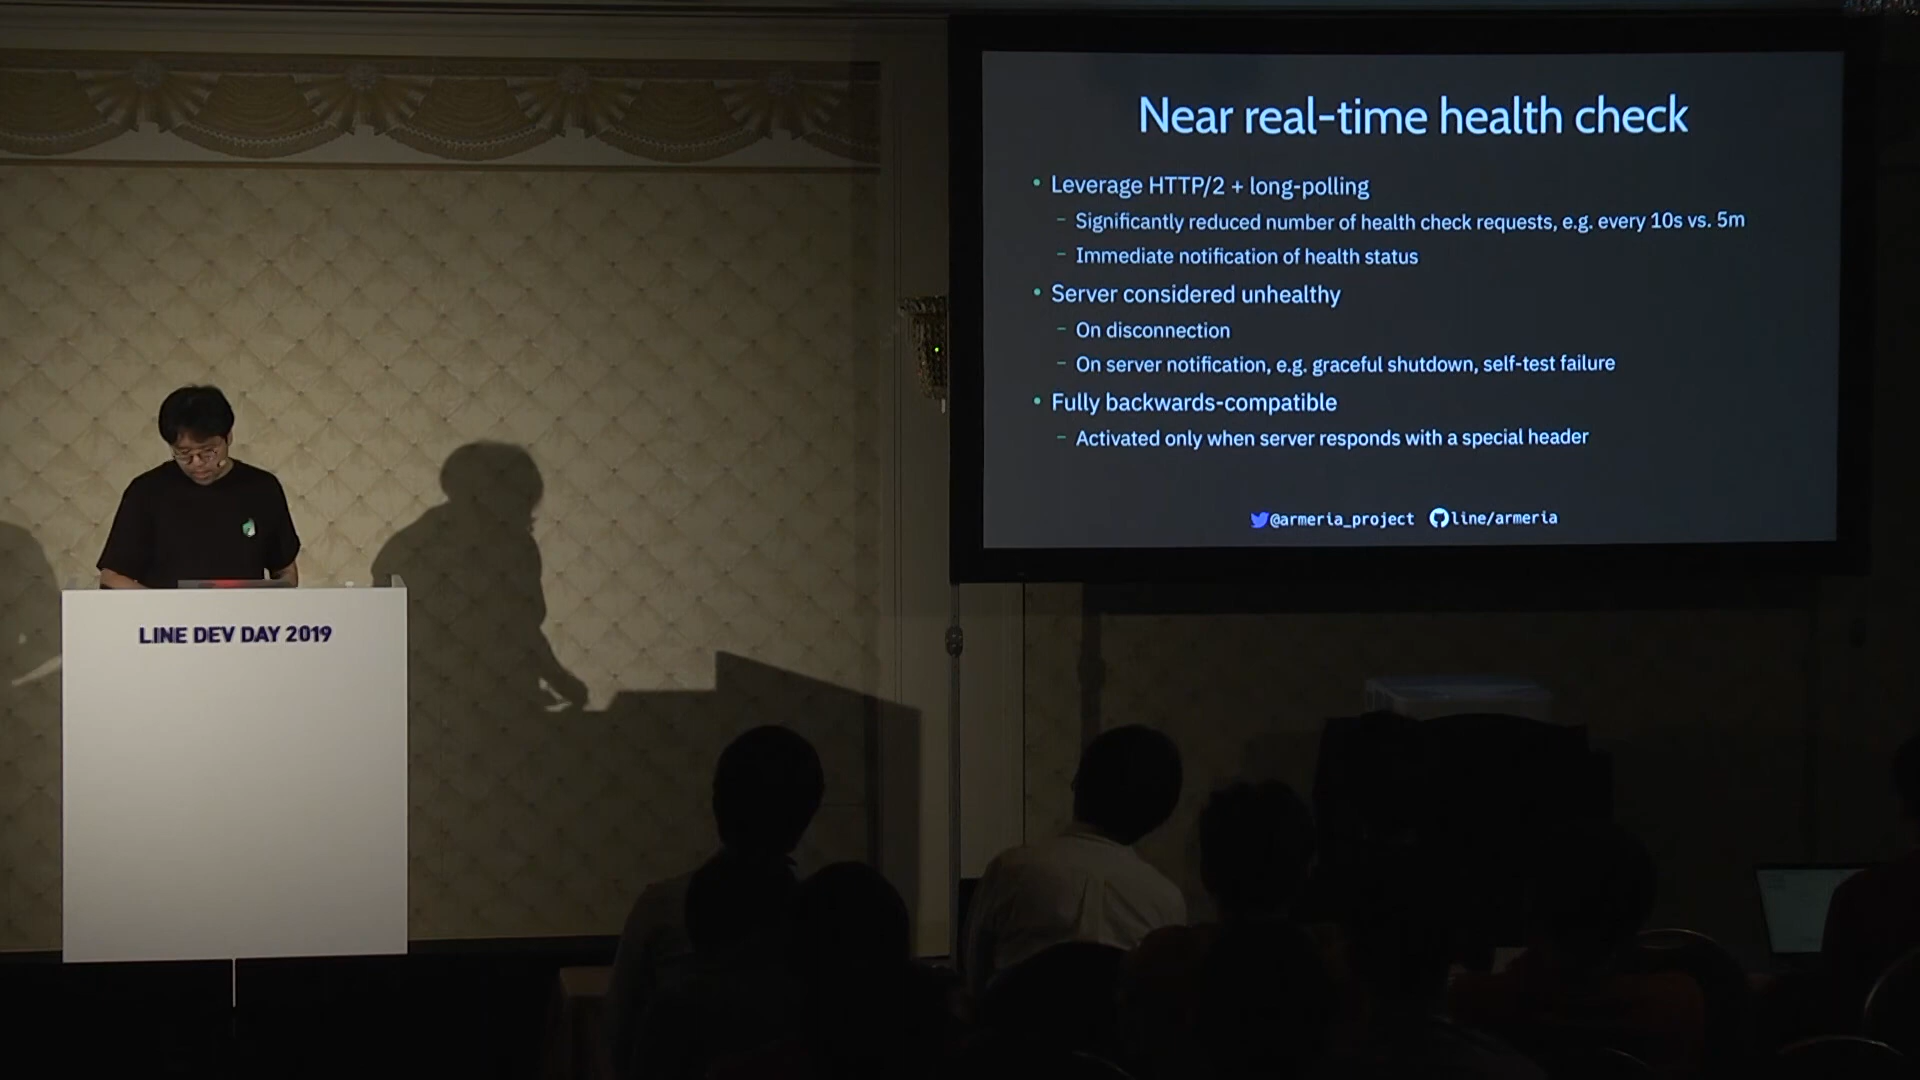 Near real-time health check
• Leverage HTTP/2 + long-polling
– Significantly reduced number of health check requests, e.g. every 10s vs. 5m
– Immediate notification of health status
• Server considered unhealthy
– On disconnection
– On server notification, e.g. graceful shutdown, self-test failure
• Fully backwards-compatible
– Activated only when server responds with a special header
@armeria_project line/armeria
LINE DEV DAY 2019